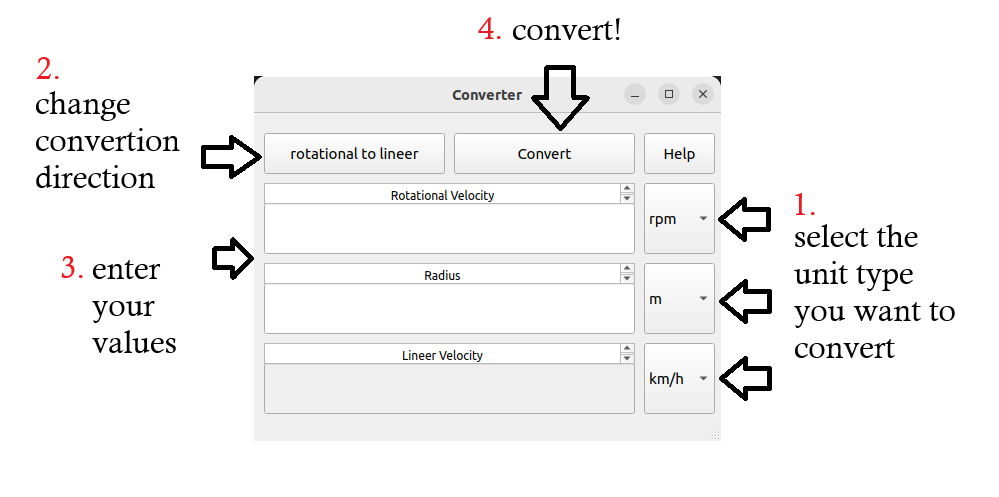 4. convert!
2.
change
convertion
direction
Converter
rotational to lineer
Convert
Help
Rotational Velocity
rpm
1.
select the
unit type
you want to
convert
3. enter
your
values
Radius
m
Lineer Velocity
km/h